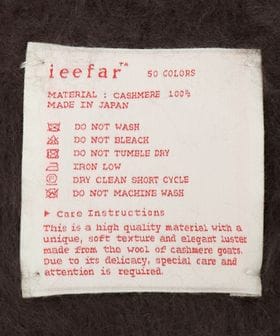 ieefar™ 50 COLORS
MATERIAL : CASHMERE 100%
MADE IN JAPAN
DO NOT WASH
DO NOT BLEACH
DO NOT TUMBLE DRY
IRON LOW
DRY CLEAN SHORT CYCLE
DO NOT MACHINE WASH
▶ Care Instructions
This is a high quality material with a
unique, soft texture and elegant luster
made from the wool of cashmere goats.
Due to its delicacy, special care and
attention is required.